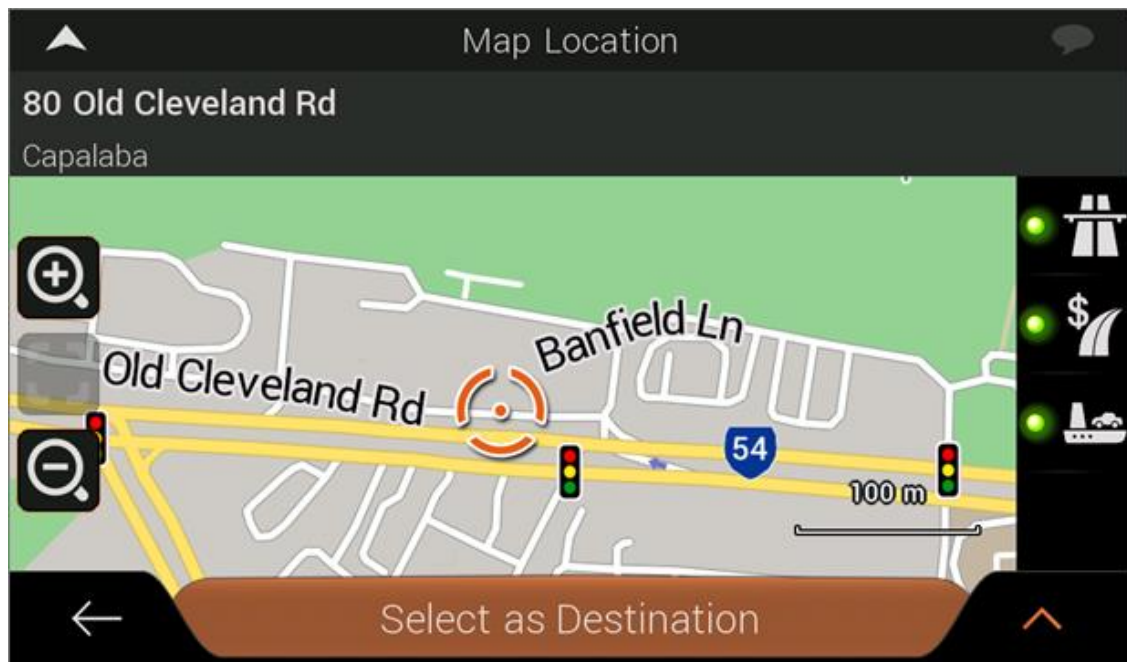 Map Location
80 Old Cleveland Rd
Capalaba
$
Banfield Ln
Old Cleveland Rd
54
100 m
Select as Destination